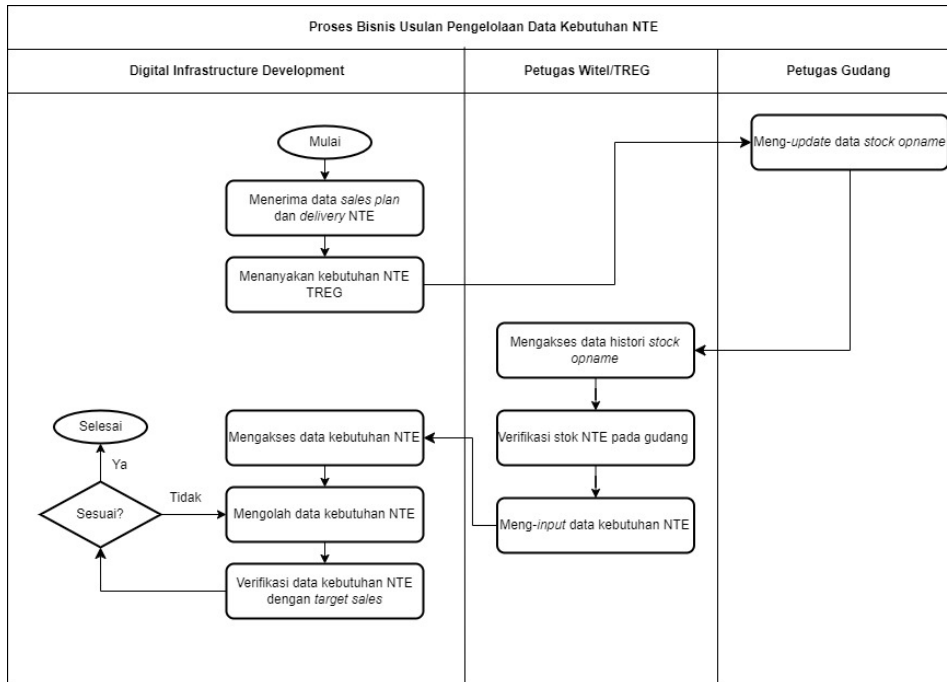 Proses Bisnis Usulan Pengelolaan Data Kebutuhan NTE
Digital Infrastructure Development
Petugas Witel/TREG
Petugas Gudang
Mulai
Meng-update data stock opname
Menerima data sales plan
dan delivery NTE
Menanyakan kebutuhan NTE
TREG
Mengakses data histori stock
opname
Selesai
Mengakses data kebutuhan NTE
Verifikasi stok NTE pada gudang
Ya
Tidak
Sesuai?
Mengolah data kebutuhan NTE
Meng-input data kebutuhan NTE
Verifikasi data kebutuhan NTE
dengan target sales